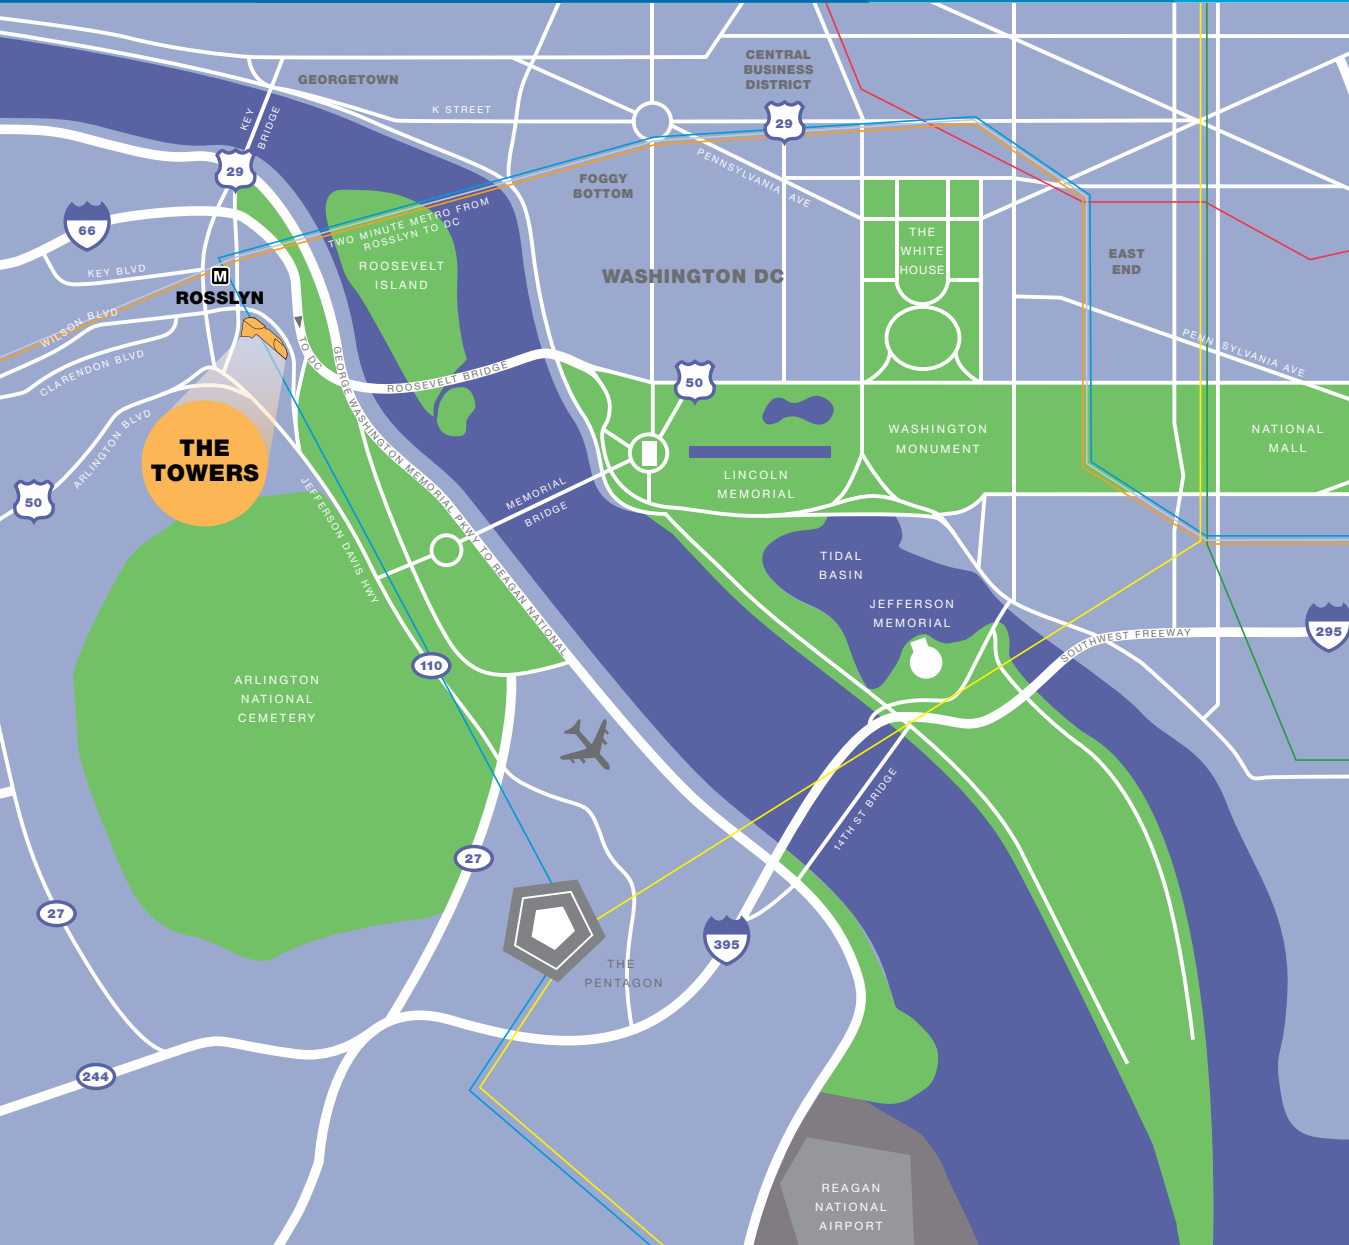 CENTRAL
BUSINESS
DISTRICT
GEORGETOWN
K STREET
KEY
BRIDGE
29
29
PENNSYLVANIA AVE
FOGGY
BOTTOM
66
TWO MINUTE METRO FROM
ROSSLYN TO DC
THE
WHITE
HOUSE
EAST
END
KEY BLVD
M
ROSSLYN
ROOSEVELT
ISLAND
WASHINGTON DC
WILSON BLVD
TO DC
PENN SYLVANIA AVE
CLARENDON BLVD
GEORGE WASHINGTON MEMORIAL PKWY TO REAGAN NATIONAL
ROOSEVELT BRIDGE
50
ARLINGTON BLVD
THE
TOWERS
WASHINGTON
MONUMENT
NATIONAL
MALL
50
JEFFERSON DAVIS HWY
MEMORIAL
BRIDGE
LINCOLN
MEMORIAL
TIDAL
BASIN
JEFFERSON
MEMORIAL
SOUTHWEST FREEWAY
295
110
ARLINGTON
NATIONAL
CEMETERY
14TH ST BRIDGE
27
27
395
THE
PENTAGON
244
REAGAN
NATIONAL
AIRPORT